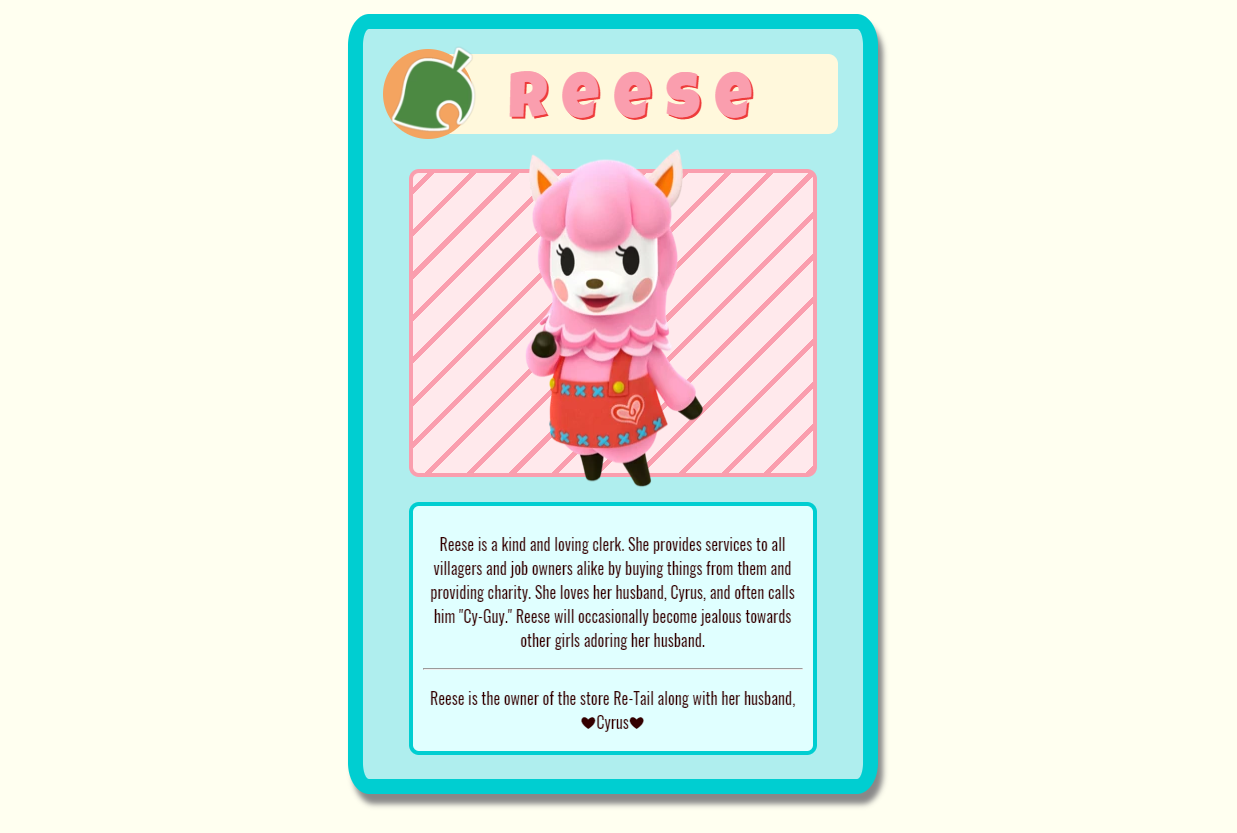 Reese
Reese is a kind and loving clerk. She provides services to all
villagers and job owners alike by buying things from them and
providing charity. She loves her husband, Cyrus, and often calls
him "Cy-Guy." Reese will occasionally become jealous towards
other girls adoring her husband.
Reese is the owner of the store Re-Tail along with her husband,
❤Cyrus❤